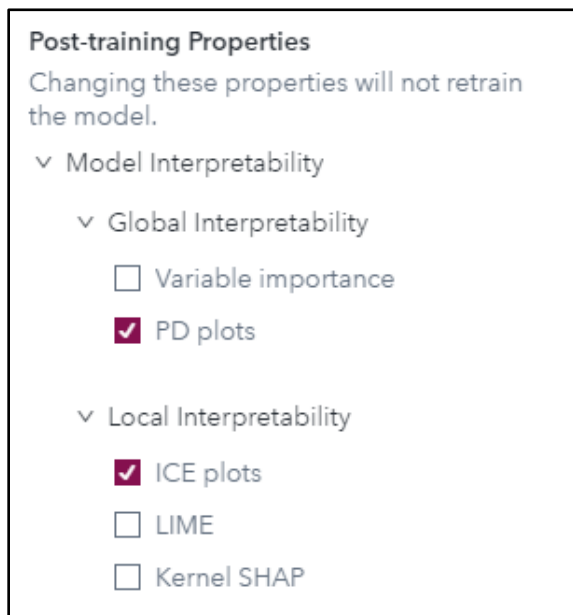 Post-training Properties
Changing these properties will not retrain
the model.
Model Interpretability
Global Interpretability
Variable importance
PD plots
Local Interpretability
ICE plots
LIME
Kernel SHAP